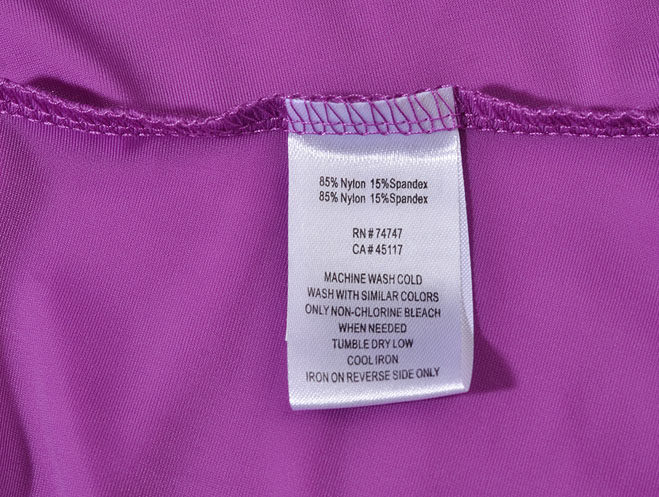 85% Nylon 15%Spandex
85% Nylon 15%Spandex
RN#74747
CA#45117
MACHINE WASH COLD
WASH WITH SIMILAR COLORS
ONLY NON-CHLORINE BLEACH
WHEN NEEDED
TUMBLE DRY LOW
COOL IRON
IRON ON REVERSE SIDE ONLY